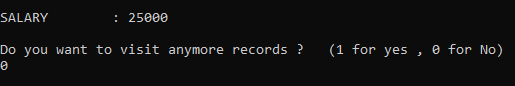 SALARY        : 25000
Do you want to visit anymore records ?   (1 for yes , 0 for No)
0